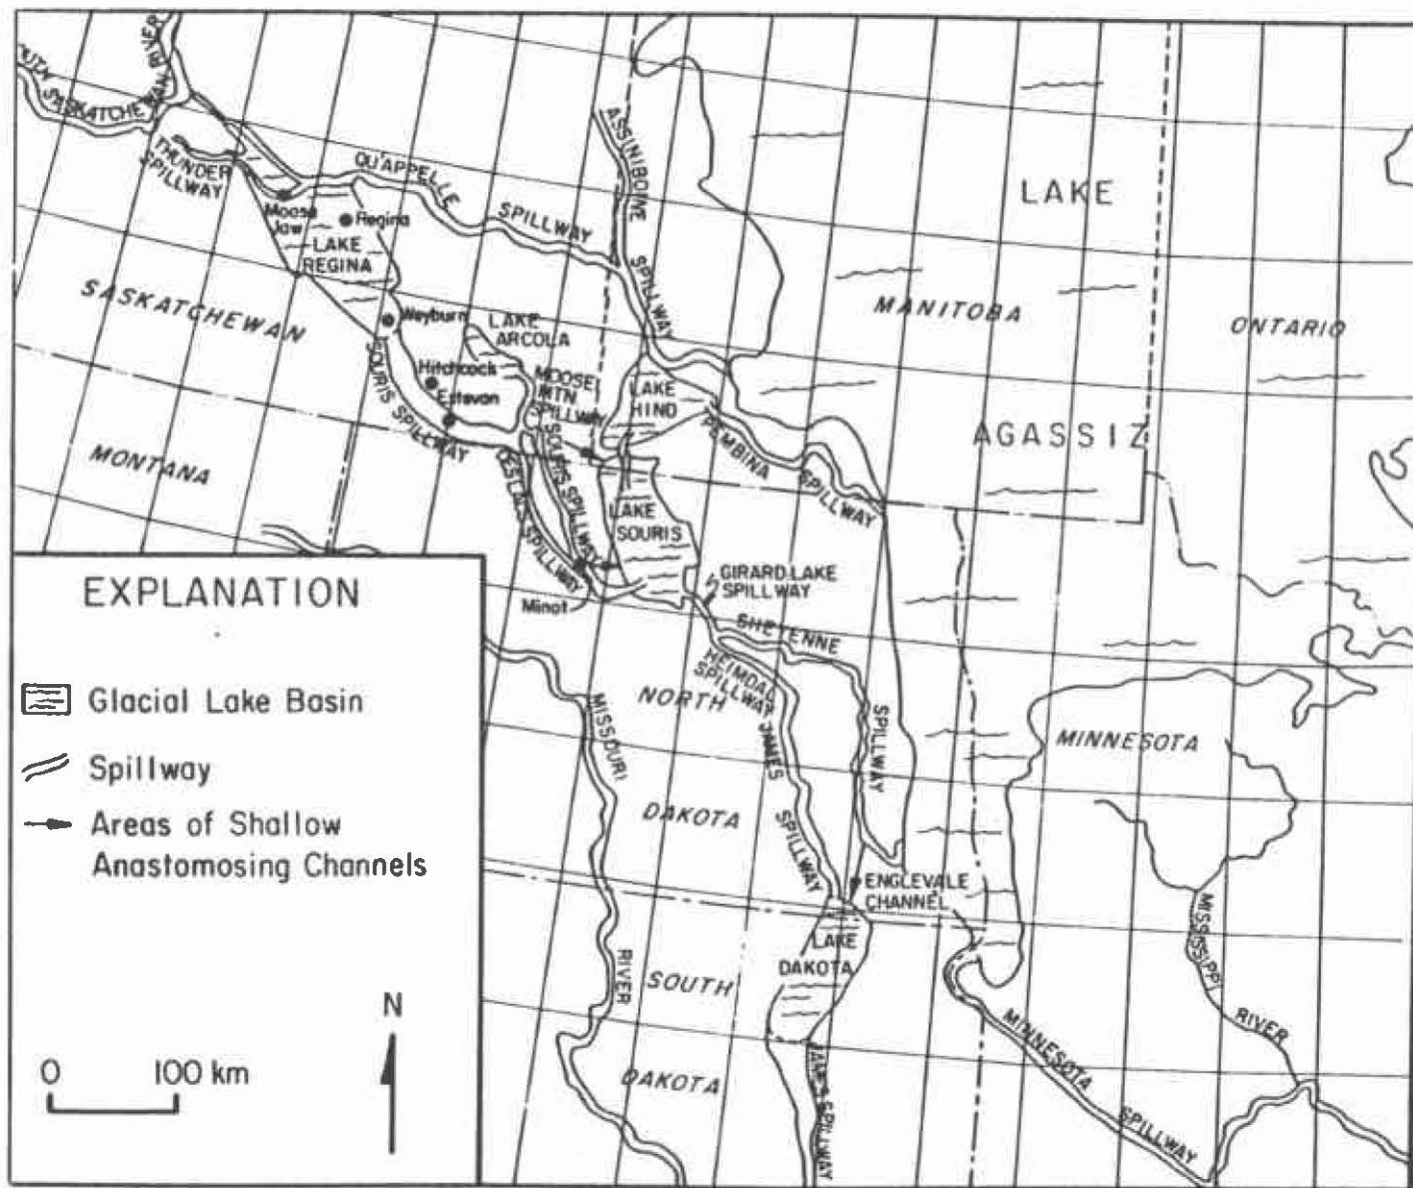 SOUTH
SASKATCHEWAN RIVER
THUNDER
SPILLWAY
QU'APPELLE
SPILLWAY
ASSINIBOINE
SPILLWAY
Moose
Jaw
Regina
LAKE
REGINA
LAKE
AGASSIZ
SASKATCHEWAN
MANITOBA
ONTARIO
Weyburn
LAKE
ARCOLA
Hitchcock
Estevan
SOURIS SPILLWAY
MOOSE
MTN.
SPILLWAY
LAKE
HIND
PEMBINA
SPILLWAY
MONTANA
DESLACS SPILLWAY
SOURIS SPILLWAY
LAKE
SOURIS
Minot
GIRARD LAKE
SPILLWAY
SHEYENNE
SPILLWAY
HEIMDAL
SPILLWAY
JAMES
SPILLWAY
NORTH
DAKOTA
MISSOURI
RIVER
MINNESOTA
ENGLEVALE
CHANNEL
LAKE
DAKOTA
SOUTH
DAKOTA
JAMES SPILLWAY
MINNESOTA
SPILLWAY
MISSISSIPPI
RIVER
EXPLANATION
Glacial Lake Basin
Spillway
Areas of Shallow
Anastomosing Channels
N
0 100 km